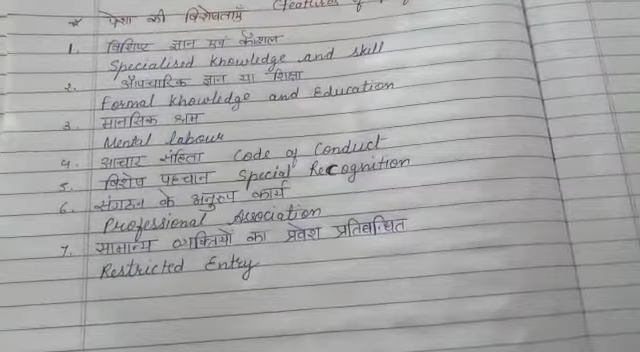 * पेशा की विशेषताएँ Features of
1. विशिष्ट ज्ञान एवं कौशल
Specialised knowledge and skill
2. औपचारिक ज्ञान या शिक्षा
Formal knowledge and Education
3. मानसिक श्रम
Mental labour
4. आचार संहिता Code of Conduct
5. विशेष पहचान Special Recognition
6. संगठन के अनुरूप कार्य
Professional Association
7. सामान्य व्यक्तियों का प्रवेश प्रतिबन्धित
Restricted Entry